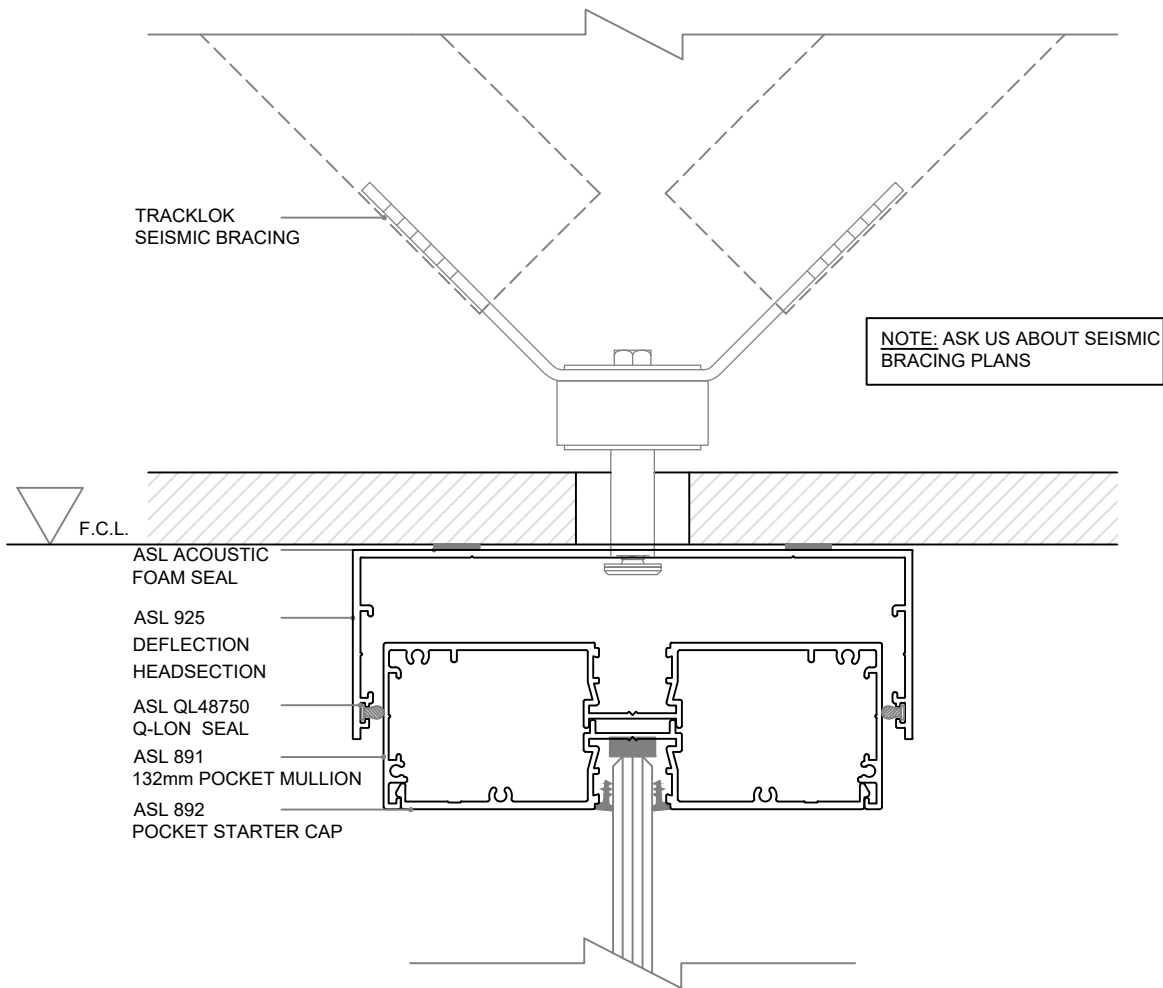 TRACKLOK
SEISMIC BRACING
NOTE: ASK US ABOUT SEISMIC
BRACING PLANS
F.C.L.
ASL ACOUSTIC
FOAM SEAL
ASL 925
DEFLECTION
HEADSECTION
ASL QL48750
Q-LON SEAL
ASL 891
132mm POCKET MULLION
ASL 892
POCKET STARTER CAP